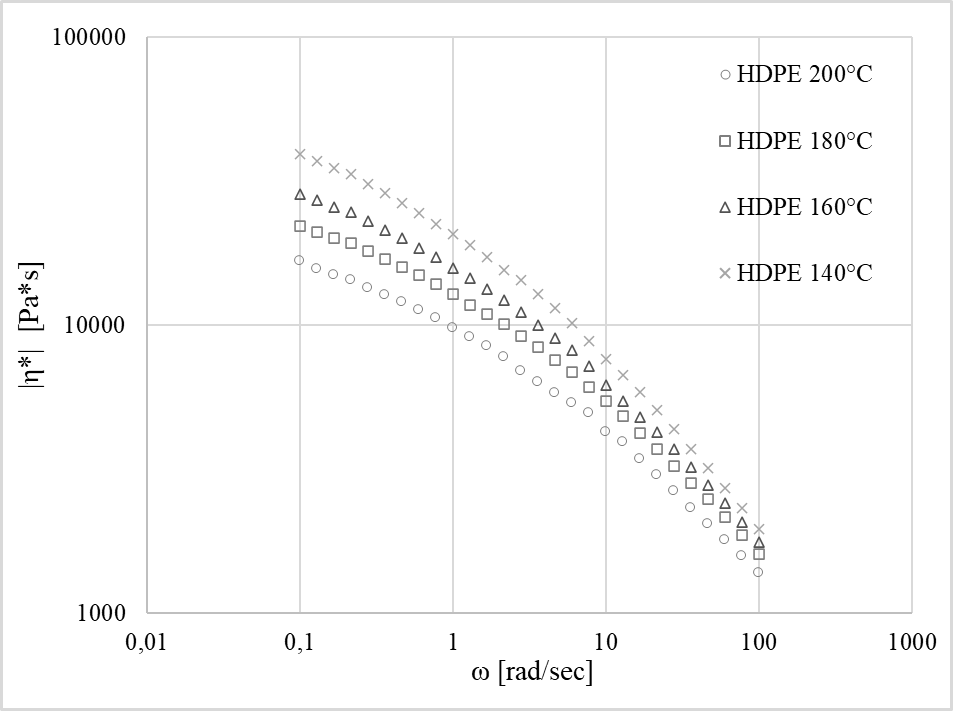 100000
10000
1000
|η*| [Pa*s]
HDPE 200°C
HDPE 180°C
HDPE 160°C
HDPE 140°C
0,01 0,1 1 10 100 1000
ω [rad/sec]